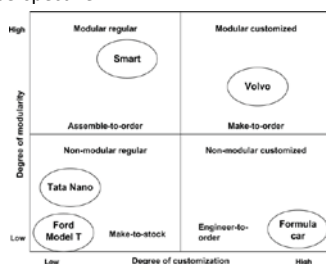 High
Modular regular
Modular customized
Smart
Volvo
Degree of modularity
Assemble-to-order
Make-to-order
Non-modular regular
Non-modular customized
Tata Nano
Ford
Model T
Make-to-stock
Engineer-to-
order
Formula
car
Low
Low
Degree of customization
High